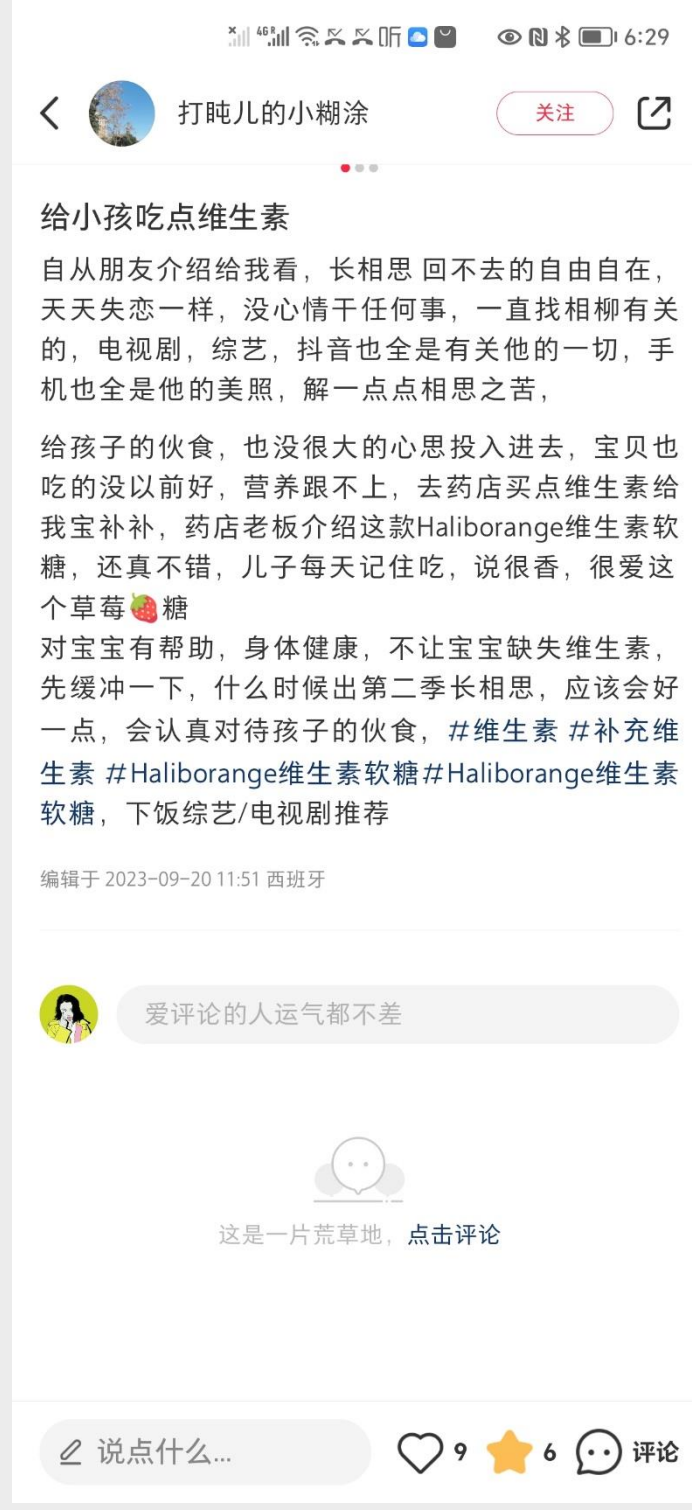 46 听 6:29
打盹儿的小糊涂 关注
给小孩吃点维生素
自从朋友介绍给我看，长相思 回不去的自由自在，
天天失恋一样，没心情干任何事，一直找相柳有关
的，电视剧，综艺，抖音也全是有关他的一切，手
机也全是他的美照，解一点点相思之苦，
给孩子的伙食，也没很大的心思投入进去，宝贝也
吃的没以前好，营养跟不上，去药店买点维生素给
我宝补补，药店老板介绍这款Haliborange维生素软
糖，还真不错，儿子每天记住吃，说很香，很爱这
个草莓🍓糖
对宝宝有帮助，身体健康，不让宝宝缺失维生素，
先缓冲一下，什么时候出第二季长相思，应该会好
一点，会认真对待孩子的伙食，#维生素 #补充维
生素 #Haliborange维生素软糖#Haliborange维生素
软糖，下饭综艺/电视剧推荐
编辑于 2023-09-20 11:51 西班牙
爱评论的人运气都不差
这是一片荒草地，点击评论
说点什么... 9 6 评论